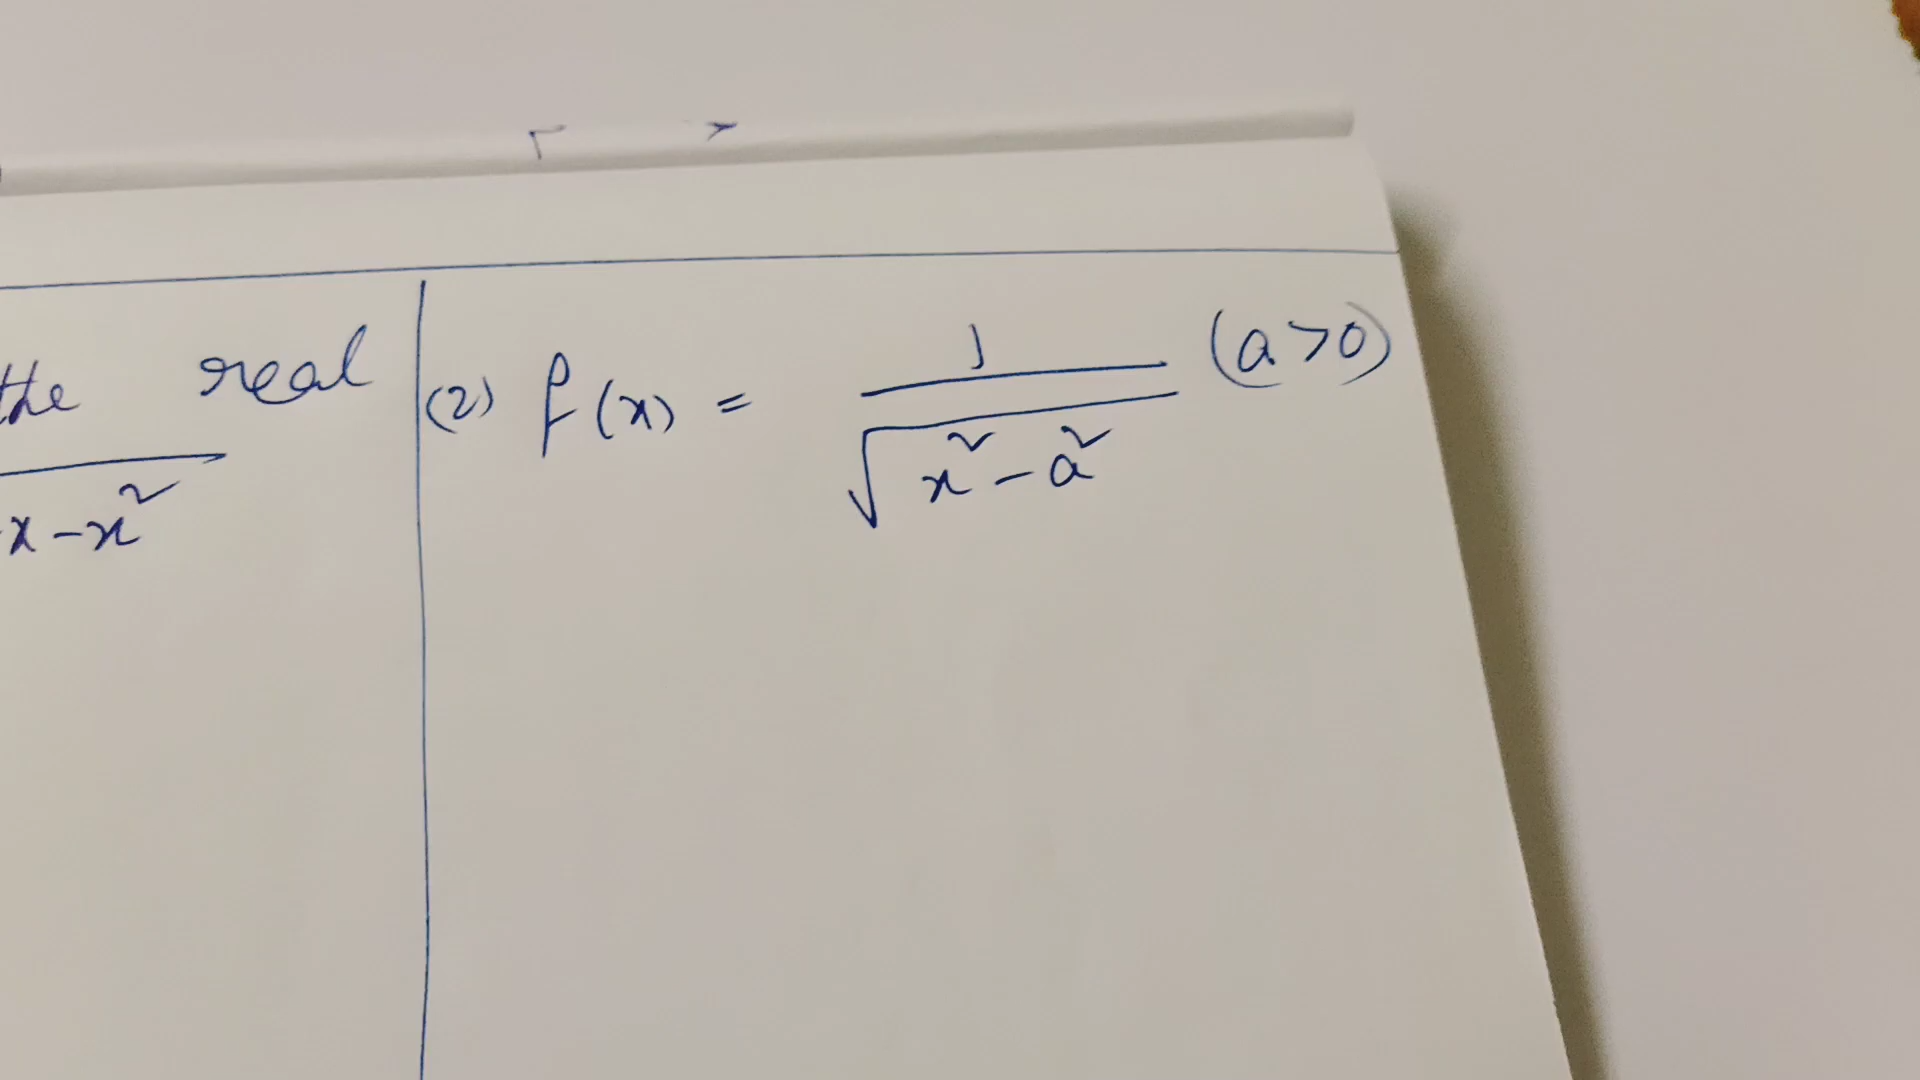 the real
x-x²
(2) f(x) = 1/√(x²-a²) (a>0)